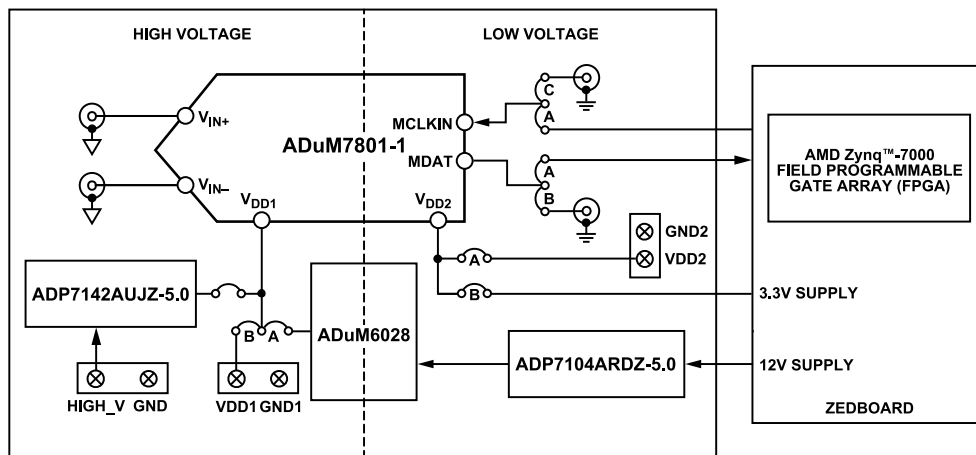 HIGH VOLTAGE
LOW VOLTAGE
VIN+
VIN–
ADuM7801-1
MCLKIN
MDAT
VDD1
VDD2
C
A
A
B
AMD Zynq™-7000
FIELD PROGRAMMABLE
GATE ARRAY (FPGA)
GND2
VDD2
A
B
3.3V SUPPLY
ADP7142AUJZ-5.0
B A
ADuM6028
ADP7104ARDZ-5.0
12V SUPPLY
HIGH_V GND
VDD1 GND1
ZEDBOARD